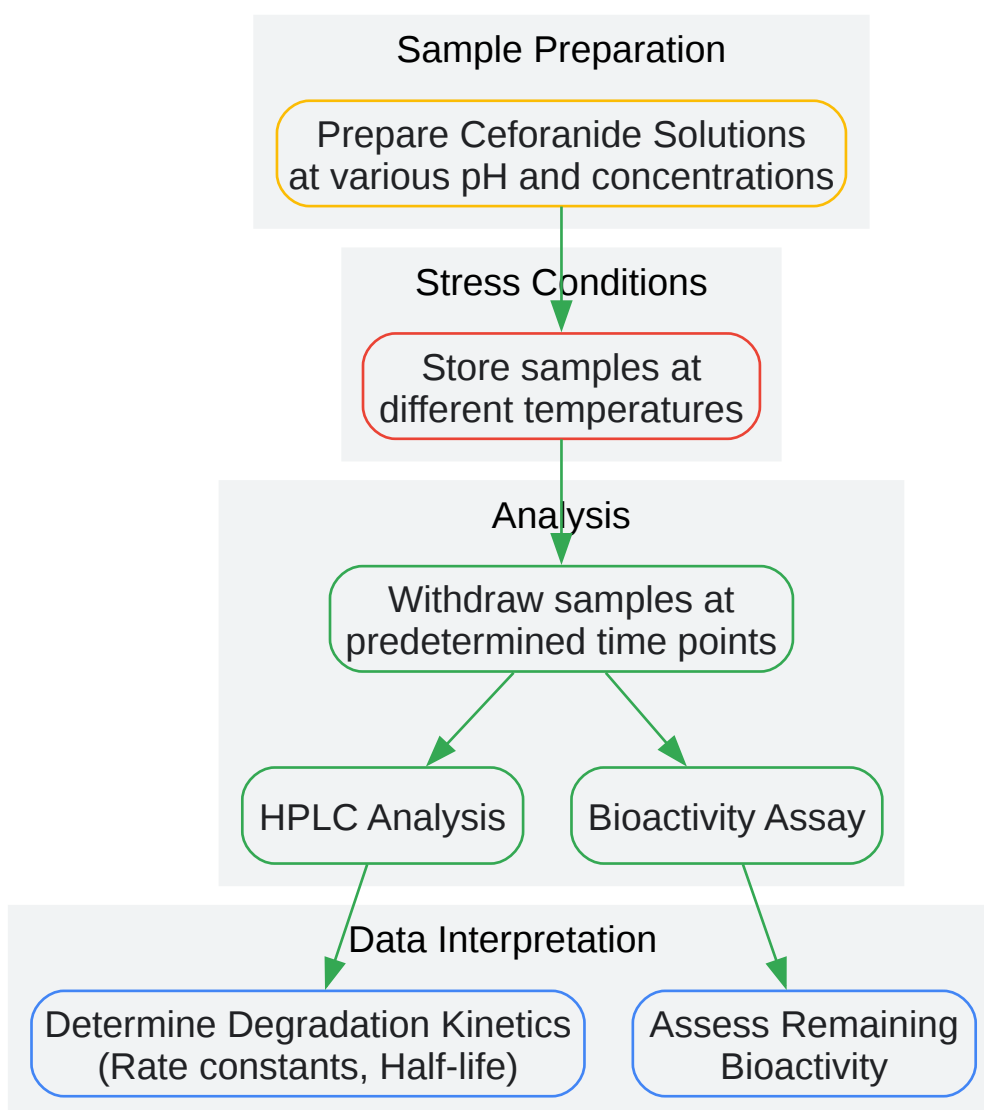 Sample Preparation
Prepare Ceforanide Solutions
at various pH and concentrations
Stress Conditions
Store samples at
different temperatures
Analysis
Withdraw samples at
predetermined time points
HPLC Analysis
Bioactivity Assay
Data Interpretation
Determine Degradation Kinetics
(Rate constants, Half-life)
Assess Remaining
Bioactivity